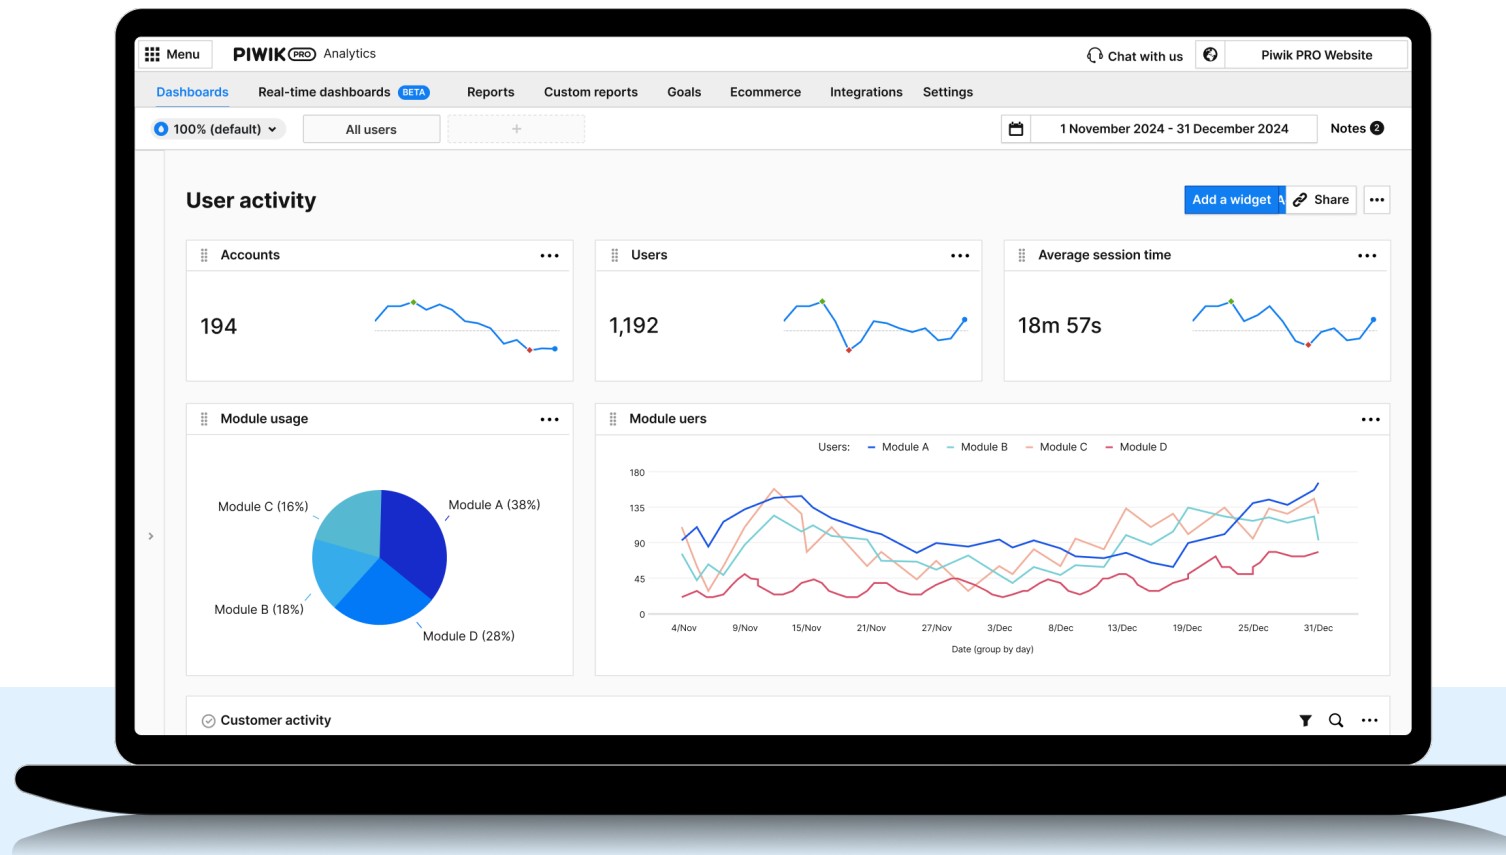 Menu
PIWIK PRO Analytics
Chat with us
Piwik PRO Website
Dashboards
Real-time dashboards BETA
Reports
Custom reports
Goals
Ecommerce
Integrations
Settings
100% (default)
All users
+
1 November 2024 - 31 December 2024
Notes 2
User activity
Add a widget
A
Share
Accounts
194
Users
1,192
Average session time
18m 57s
Module usage
Module C (16%)
Module A (38%)
Module B (18%)
Module D (28%)
Module uers
Users: Module A Module B Module C Module D
180
135
90
45
0
4/Nov 9/Nov 15/Nov 21/Nov 27/Nov 3/Dec 8/Dec 13/Dec 19/Dec 25/Dec 31/Dec
Date (group by day)
Customer activity